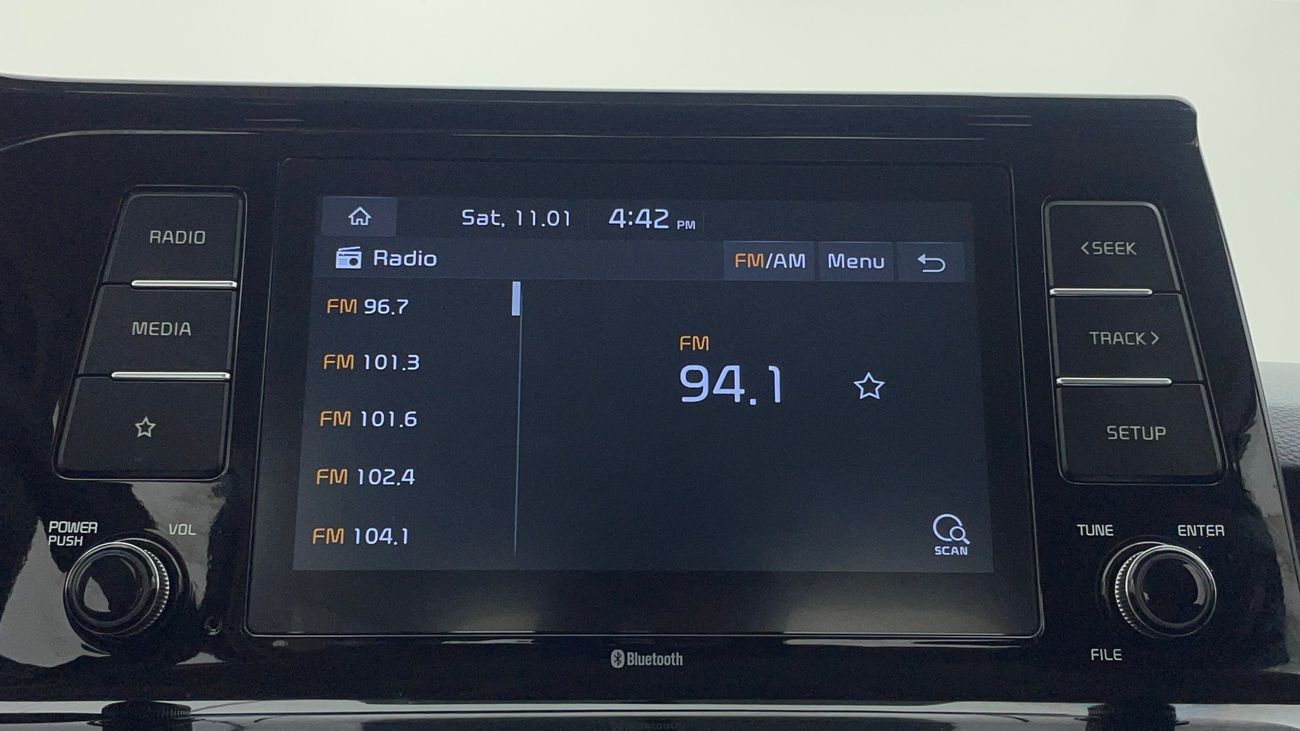 RADIO
MEDIA
POWER
PUSH
VOL
Sat, 11.01 4:42 PM
Radio
FM/AM Menu
FM 96.7
FM 101.3
FM 101.6
FM 102.4
FM 104.1
FM
94.1
SCAN
<SEEK
TRACK>
SETUP
TUNE
ENTER
FILE
Bluetooth